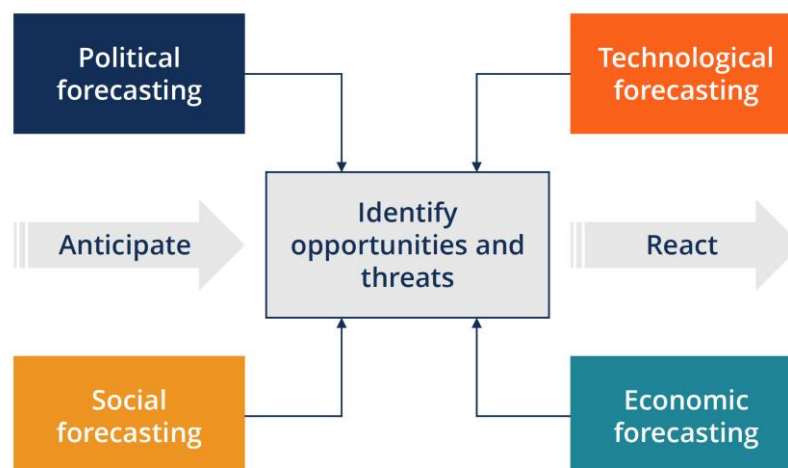 Political
forecasting
Technological
forecasting
Anticipate
Identify
opportunities and
threats
React
Social
forecasting
Economic
forecasting